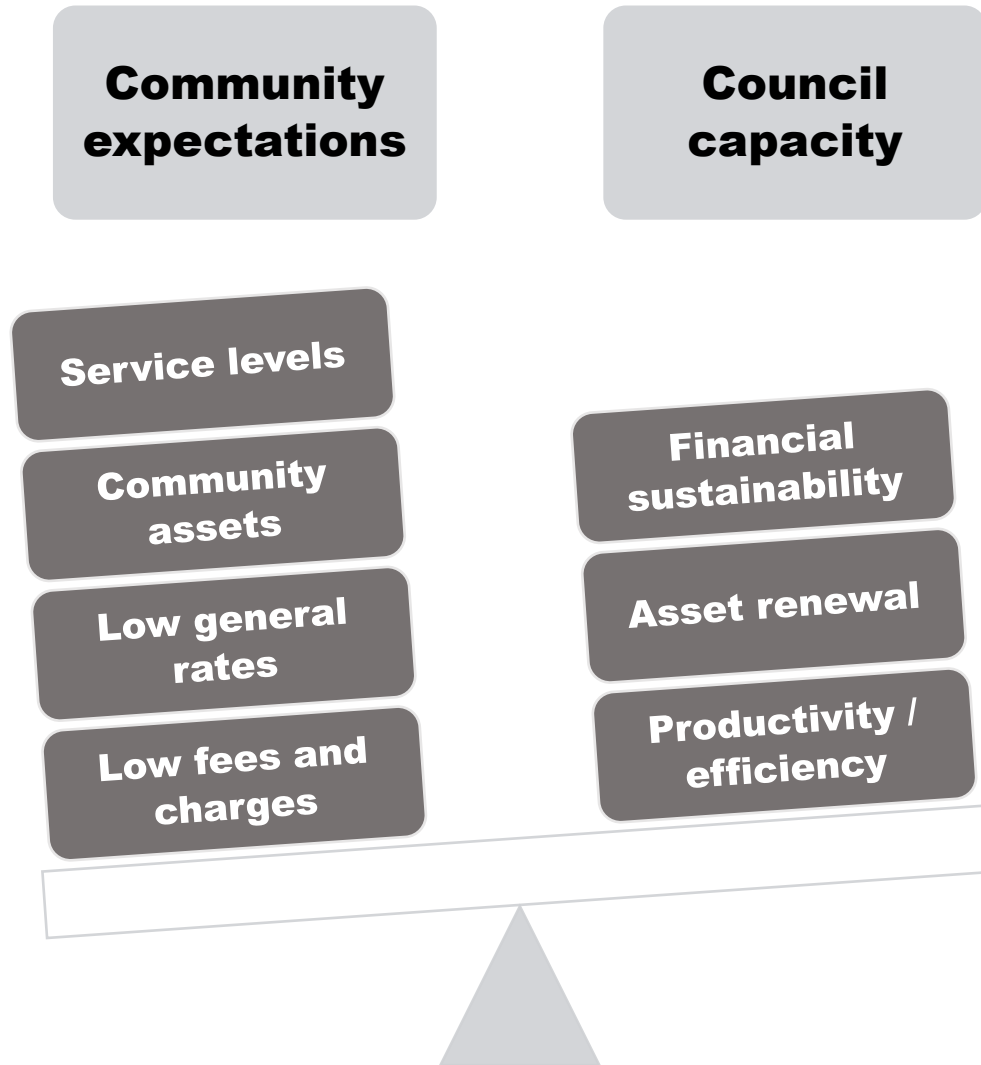 Community
expectations
Council
capacity
Service levels
Community
assets
Low general
rates
Low fees and
charges
Financial
sustainability
Asset renewal
Productivity /
efficiency